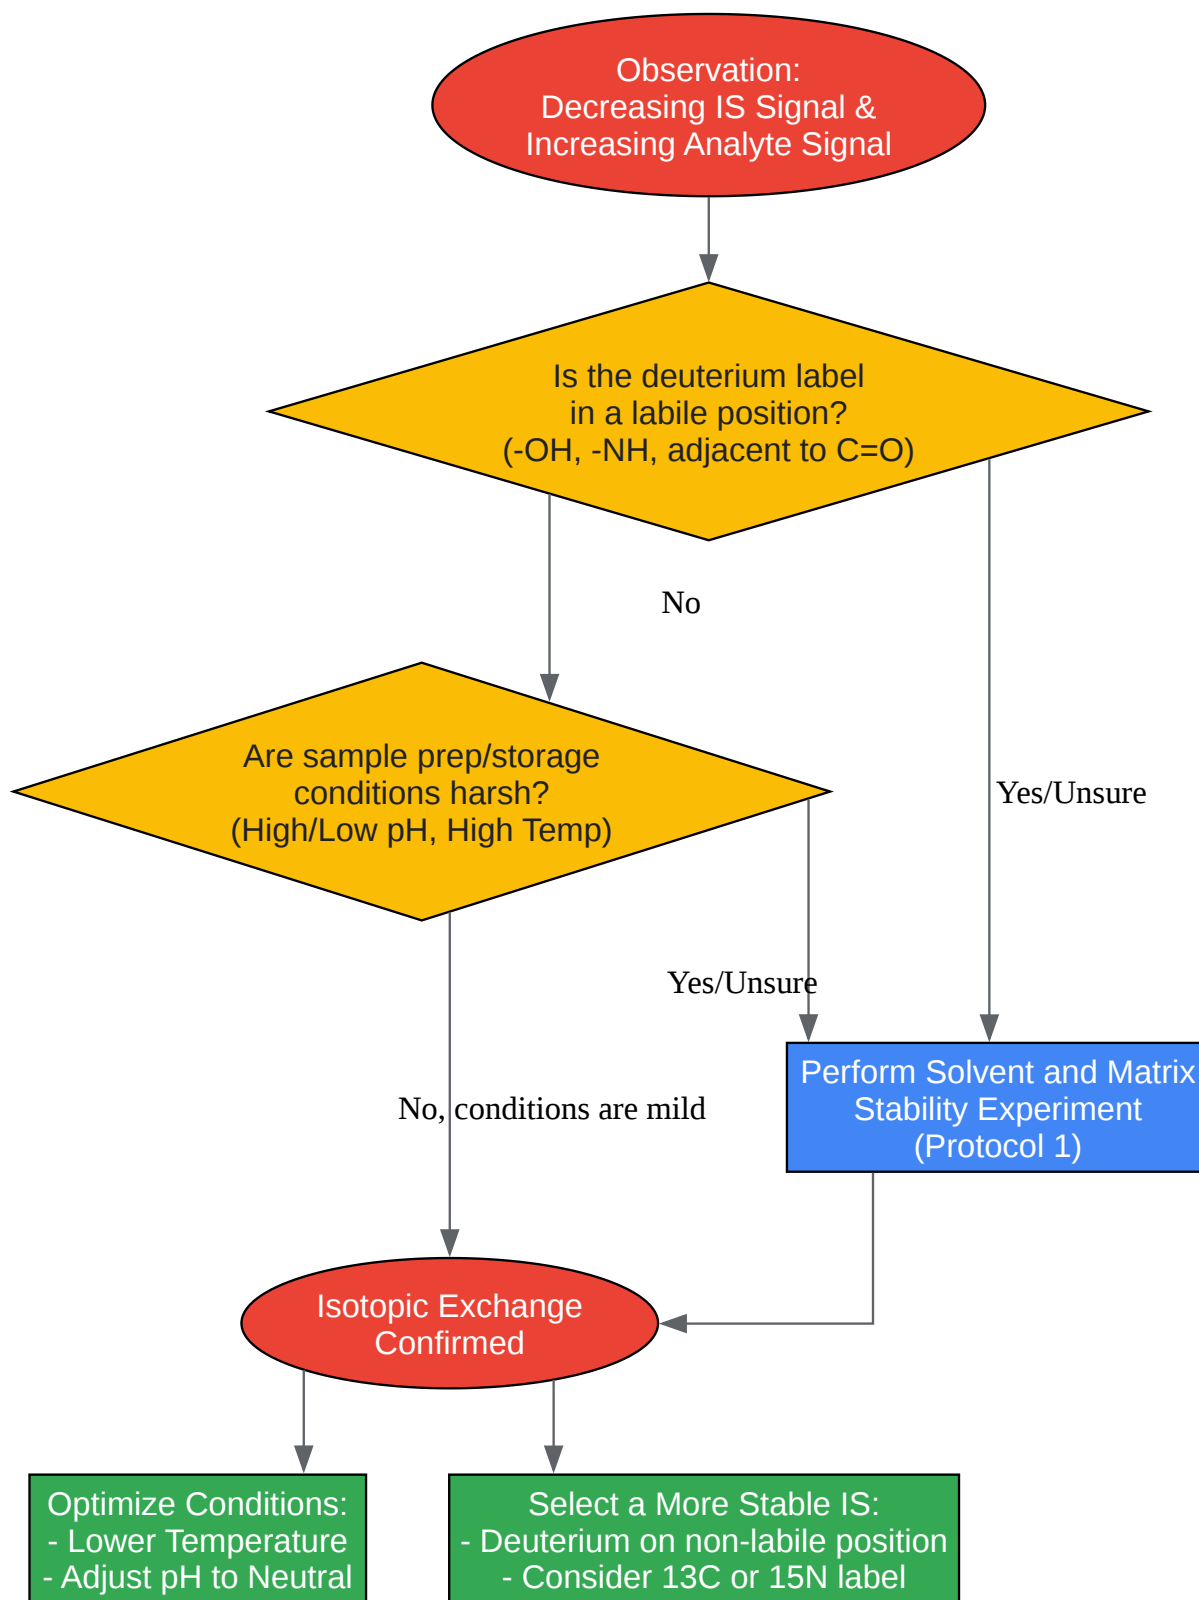 Observation:
Decreasing IS Signal &
Increasing Analyte Signal
Is the deuterium label
in a labile position?
(-OH, -NH, adjacent to C=O)
No
Are sample prep/storage
conditions harsh?
(High/Low pH, High Temp)
Yes/Unsure
Yes/Unsure
Perform Solvent and Matrix
Stability Experiment
(Protocol 1)
No, conditions are mild
Isotopic Exchange
Confirmed
Optimize Conditions:
- Lower Temperature
- Adjust pH to Neutral
Select a More Stable IS:
- Deuterium on non-labile position
- Consider 13C or 15N label